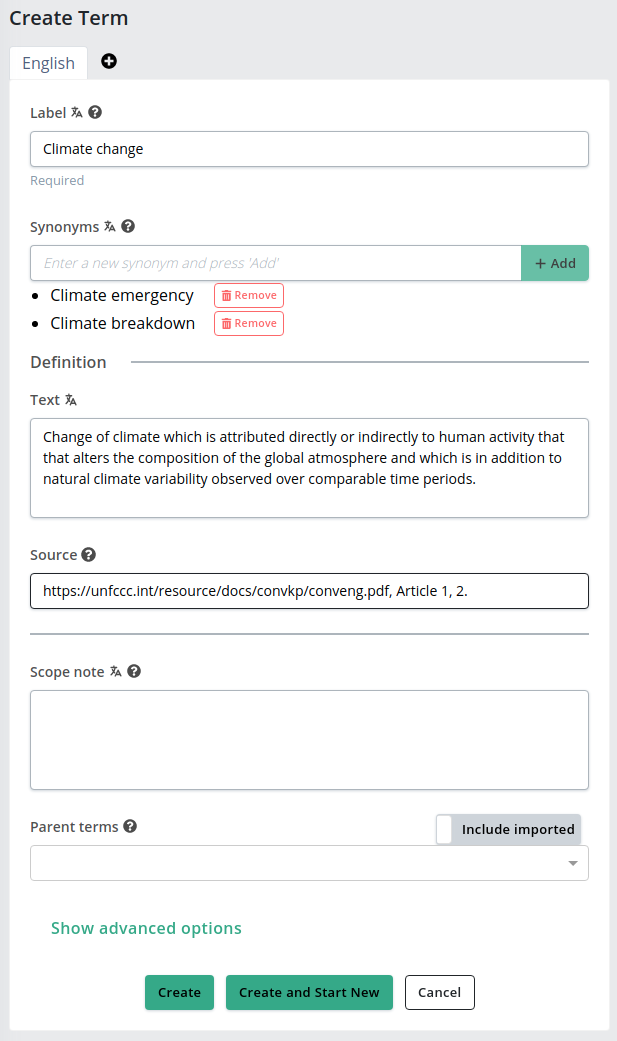 Create Term
English
Label
Climate change
Required
Synonyms
Enter a new synonym and press 'Add'
+ Add
Climate emergency Remove
Climate breakdown Remove
Definition
Text
Change of climate which is attributed directly or indirectly to human activity that
that alters the composition of the global atmosphere and which is in addition to
natural climate variability observed over comparable time periods.
Source
https://unfccc.int/resource/docs/convkp/conveng.pdf, Article 1, 2.
Scope note
Parent terms
Include imported
Show advanced options
Create Create and Start New Cancel